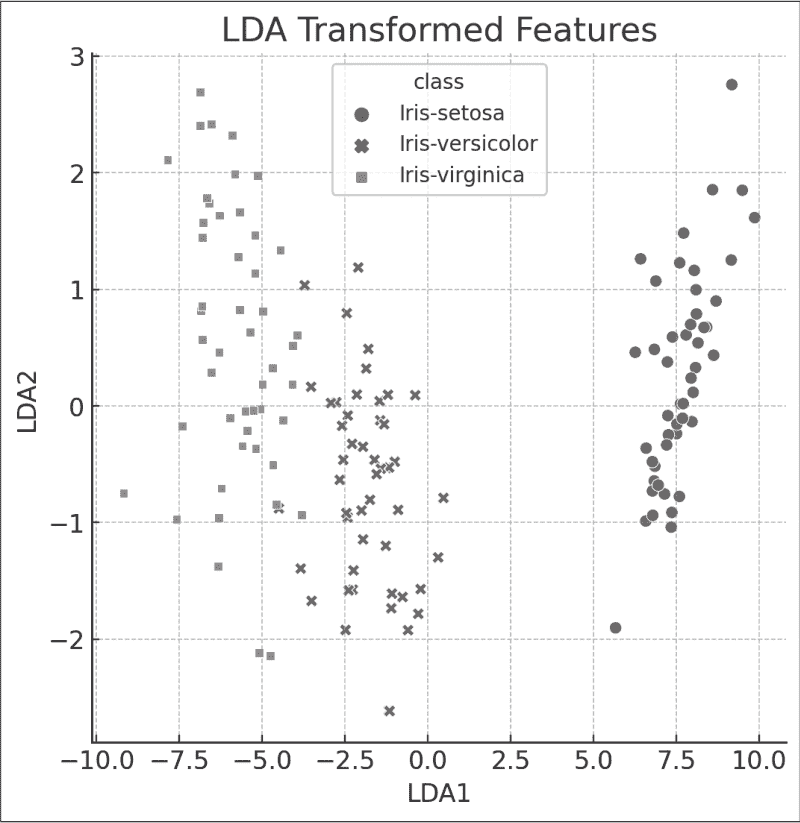 LDA Transformed Features
class
Iris-setosa
Iris-versicolor
Iris-virginica
3
2
1
0
−1
−2
LDA2
−10.0 −7.5 −5.0 −2.5 0.0 2.5 5.0 7.5 10.0
LDA1